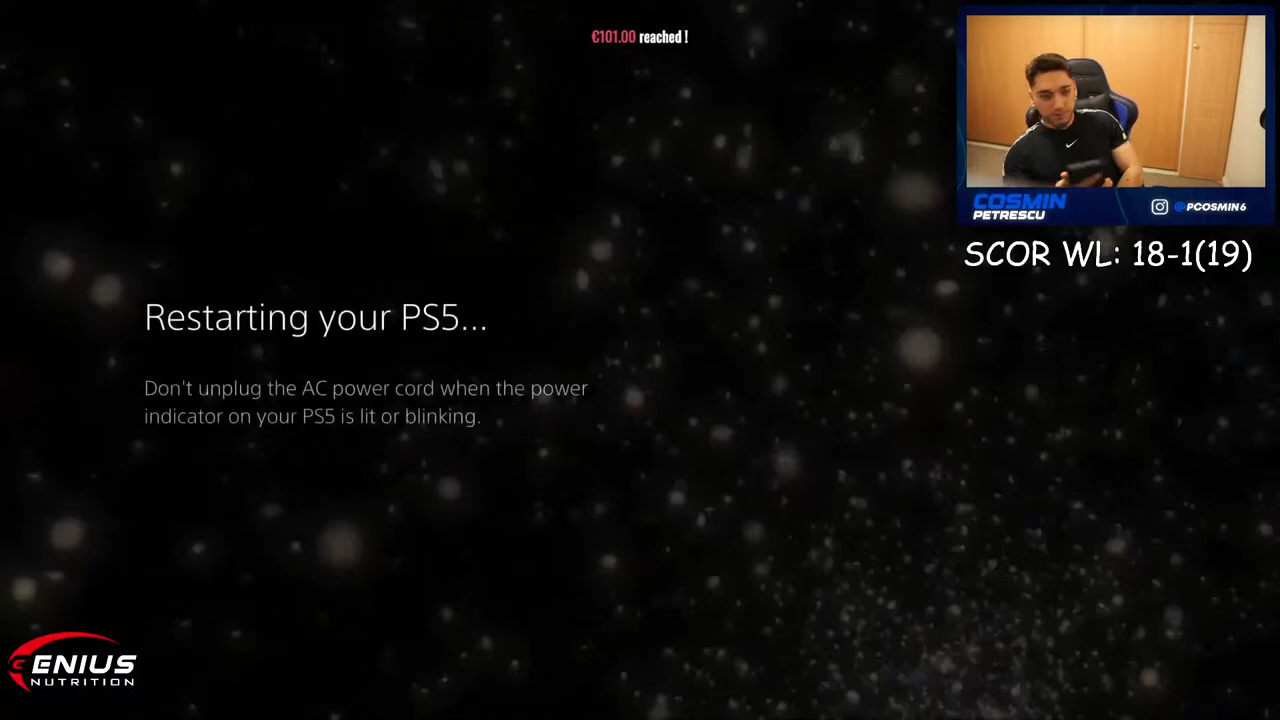 €101.00 reached !
COSMIN
PETRESCU
@PCOSMIN6
SCOR WL: 18-1(19)
Restarting your PS5...
Don't unplug the AC power cord when the power
indicator on your PS5 is lit or blinking.
GENIUS
NUTRITION